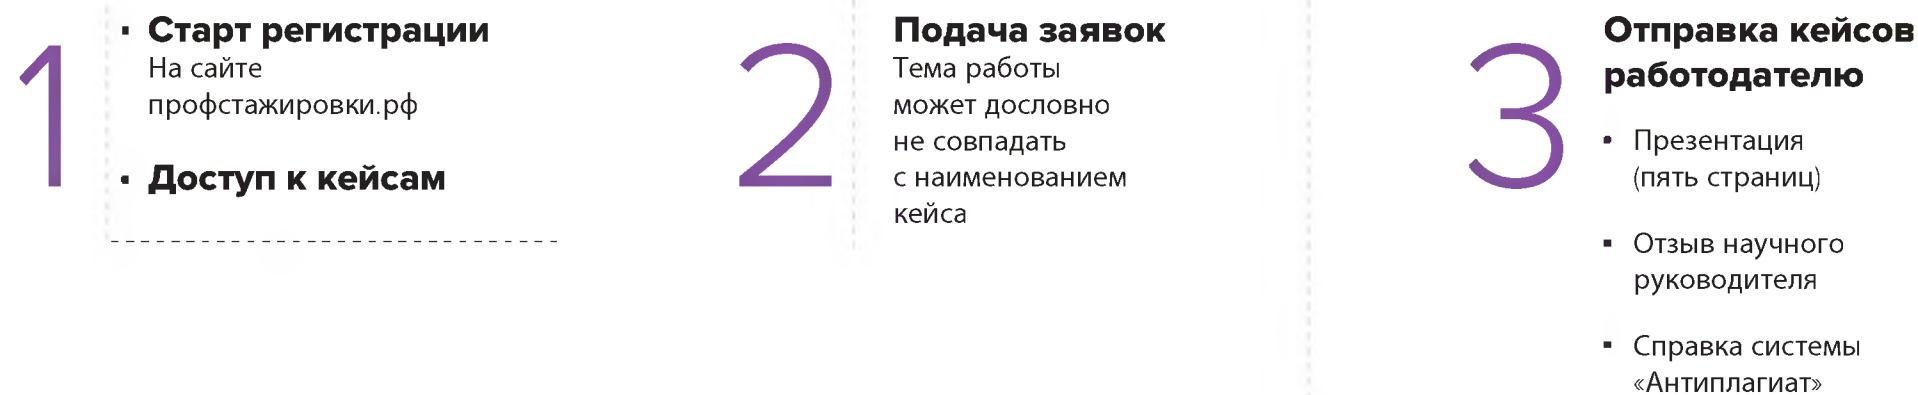 1
▪ Старт регистрации
На сайте
профстажировки.рф
▪ Доступ к кейсам
2
Подача заявок
Тема работы
может дословно
не совпадать
с наименованием
кейса
3
Отправка кейсов
работодателю
▪ Презентация
(пять страниц)
▪ Отзыв научного
руководителя
▪ Справка системы
«Антиплагиат»